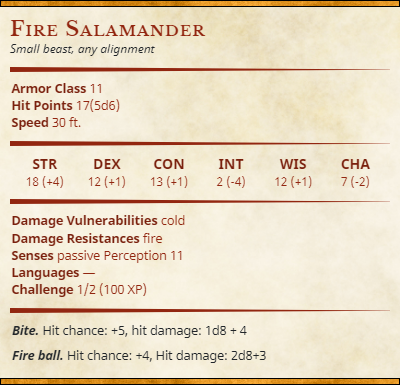 Fire Salamander
Small beast, any alignment
Armor Class 11
Hit Points 17(5d6)
Speed 30 ft.
STR DEX CON INT WIS CHA
18 (+4) 12 (+1) 13 (+1) 2 (-4) 12 (+1) 7 (-2)
Damage Vulnerabilities cold
Damage Resistances fire
Senses passive Perception 11
Languages —
Challenge 1/2 (100 XP)
Bite. Hit chance: +5, hit damage: 1d8 + 4
Fire ball. Hit chance: +4, Hit damage: 2d8+3